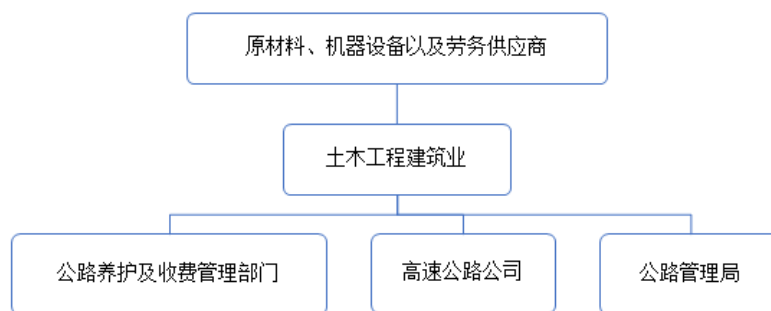 原材料、机器设备以及劳务供应商
土木工程建筑业
公路养护及收费管理部门
高速公路公司
公路管理局